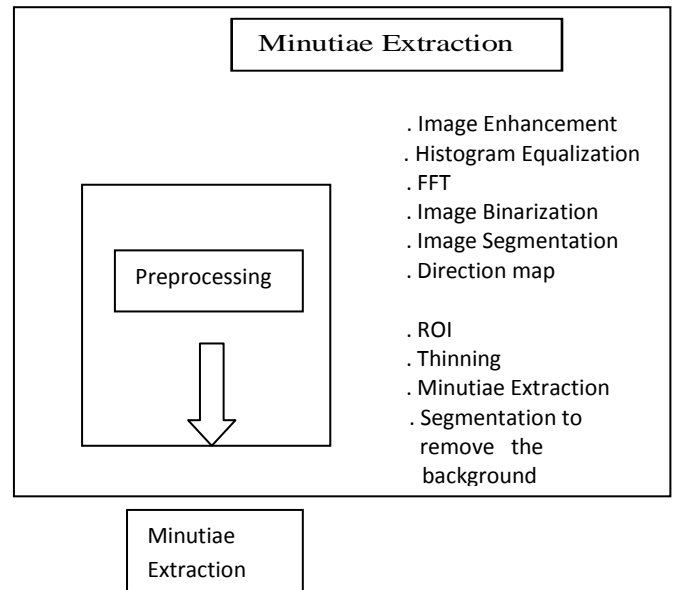 Minutiae Extraction
. Image Enhancement
. Histogram Equalization
. FFT
. Image Binarization
. Image Segmentation
. Direction map
Preprocessing
. ROI
. Thinning
. Minutiae Extraction
. Segmentation to
remove the
background
Minutiae
Extraction